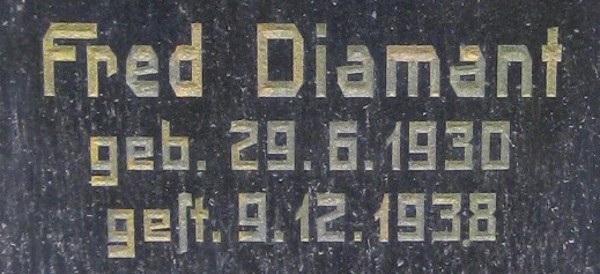 Fred Diamant
geb. 29.6.1930
geſt. 9.12.1938